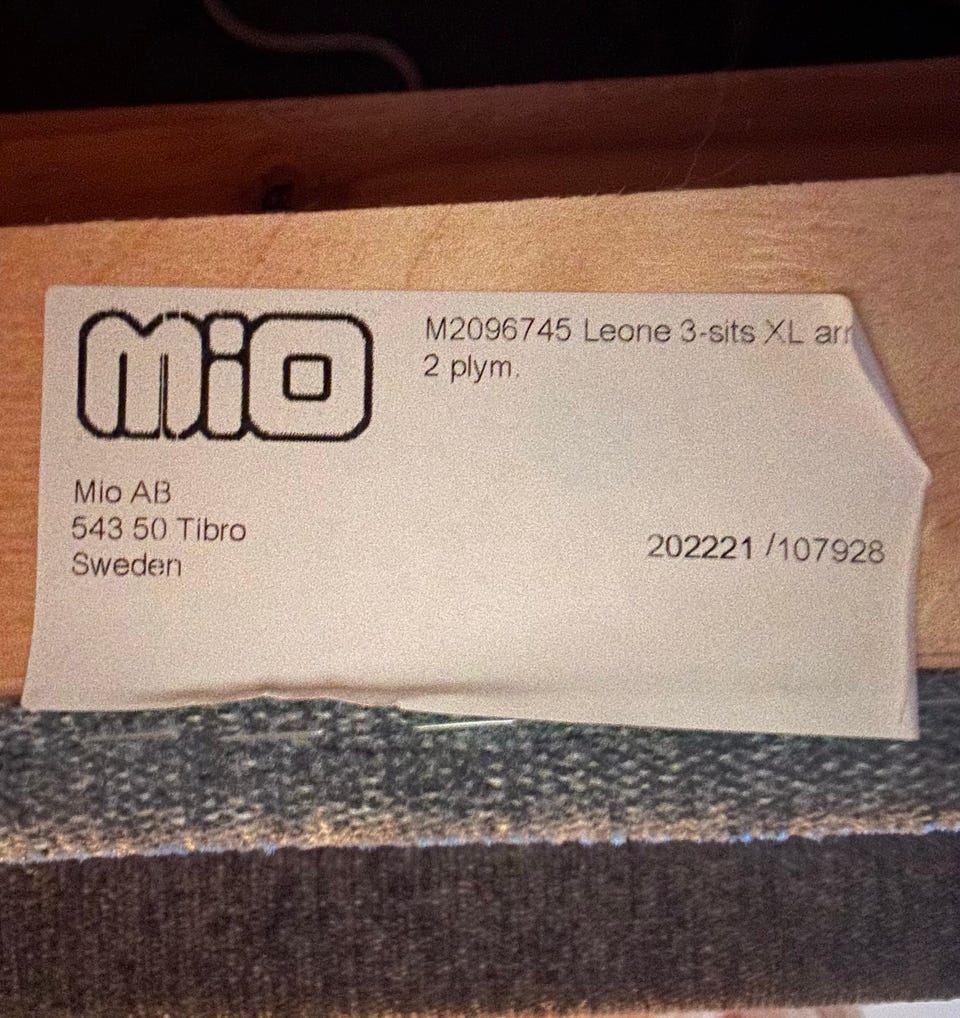 mio
M2096745 Leone 3-sits XL
2 plym.
Mio AB
543 50 Tibro
Sweden
202221 /107928